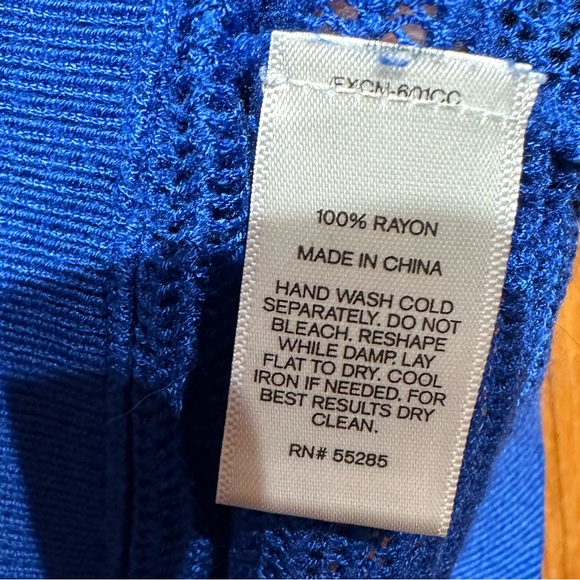 100% RAYON
MADE IN CHINA
HAND WASH COLD
SEPARATELY. DO NOT
BLEACH. RESHAPE
WHILE DAMP. LAY
FLAT TO DRY. COOL
IRON IF NEEDED. FOR
BEST RESULTS DRY
CLEAN.
RN# 55285